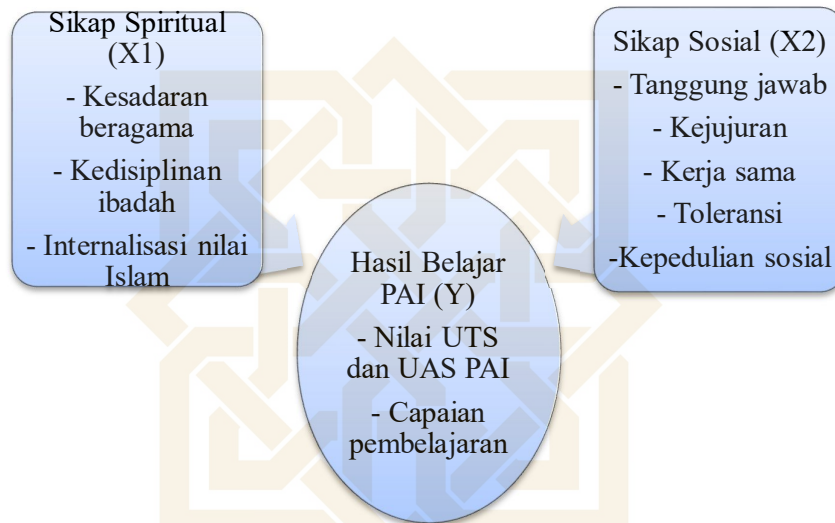 Sikap Spiritual
(X1)
- Kesadaran
beragama
- Kedisiplinan
ibadah
- Internalisasi nilai
Islam
Sikap Sosial (X2)
- Tanggung jawab
- Kejujuran
- Kerja sama
- Toleransi
-Kepedulian sosial
Hasil Belajar
PAI (Y)
- Nilai UTS
dan UAS PAI
- Capaian
pembelajaran